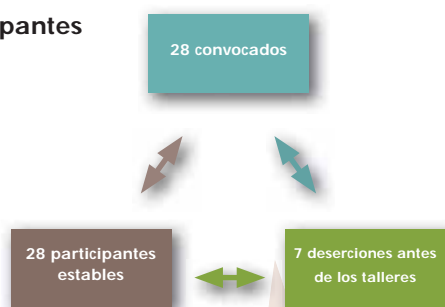 pantes
28 convocados
28 participantes
estables
7 deserciones antes
de los talleres